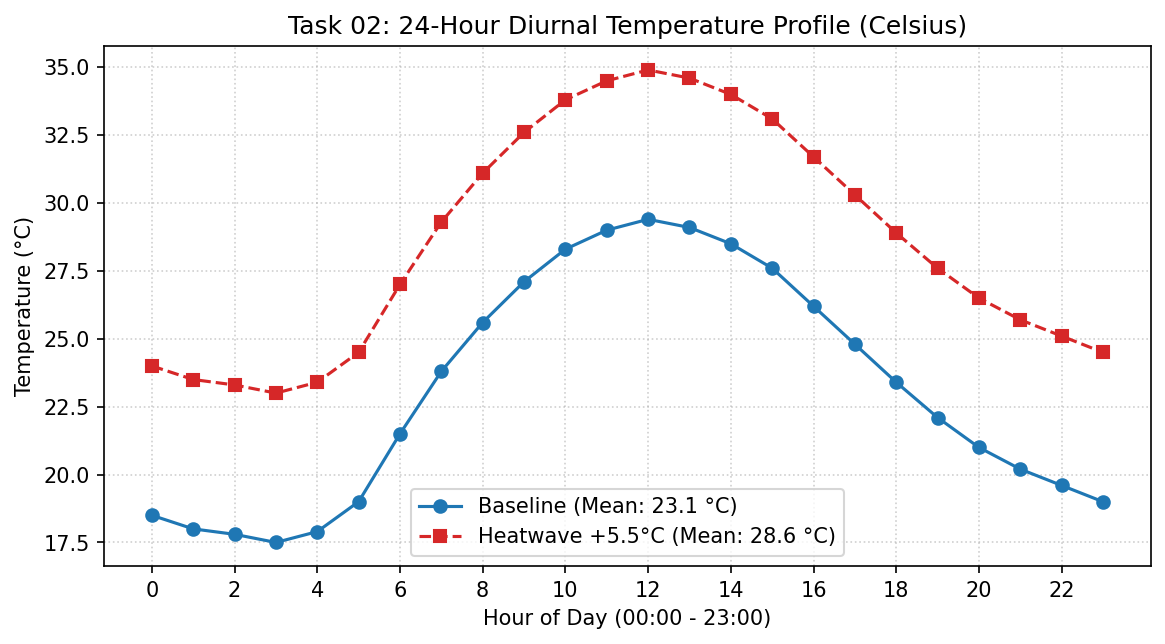 Task 02: 24-Hour Diurnal Temperature Profile (Celsius)
Temperature (°C)
35.0
32.5
30.0
27.5
25.0
22.5
20.0
17.5
Baseline (Mean: 23.1 °C)
Heatwave +5.5°C (Mean: 28.6 °C)
0 2 4 6 8 10 12 14 16 18 20 22
Hour of Day (00:00 - 23:00)